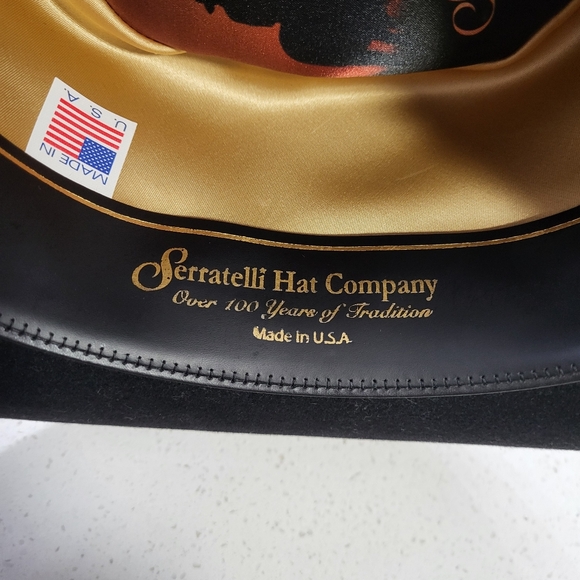 MADE IN
U. S. A.
Serratelli Hat Company
Over 100 Years of Tradition
Made in U.S.A.